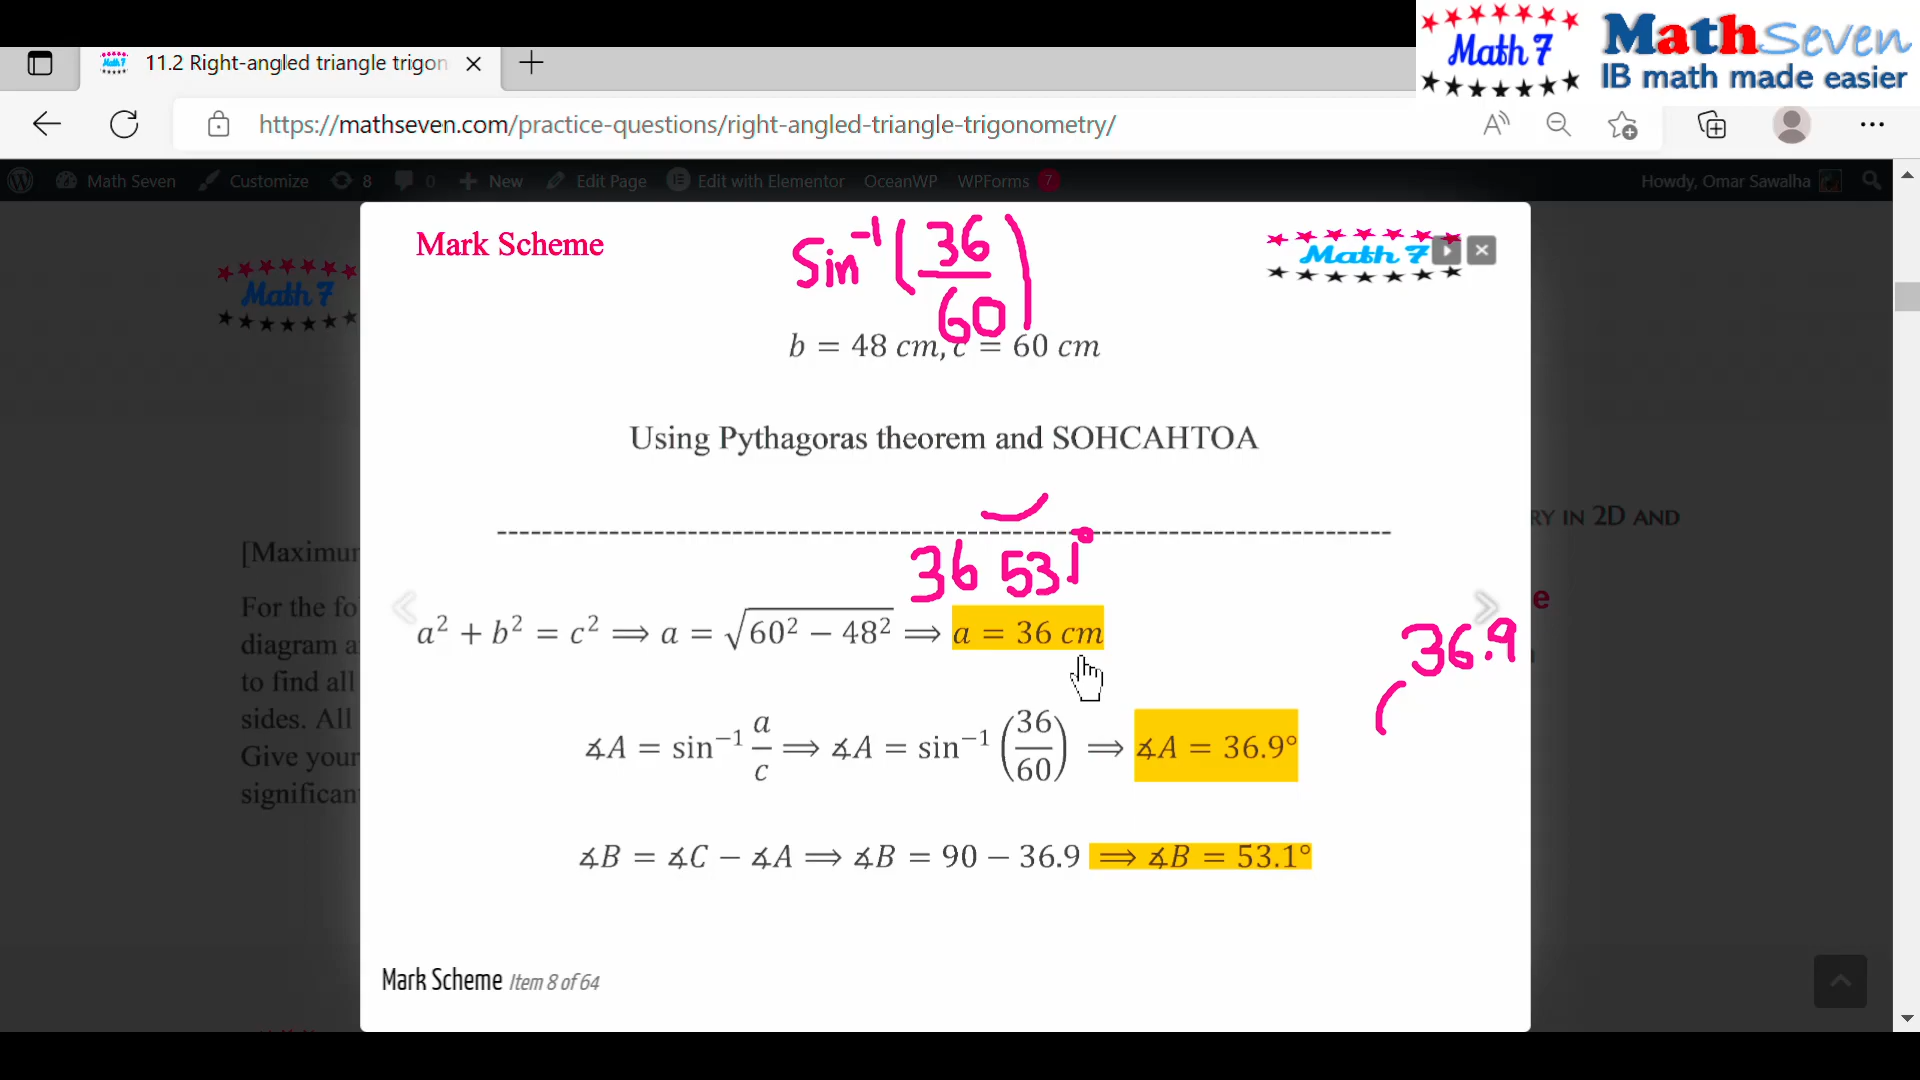 Math 7
MathSeven
IB math made easier
11.2 Right-angled triangle trigon
https://mathseven.com/practice-questions/right-angled-triangle-trigonometry/
Math Seven Customize 8 0 New Edit Page Edit with Elementor OceanWP WPForms 7 Howdy, Omar Sawalha
Mark Scheme
sin⁻¹(36/60)
Math 7
Math 7
b = 48 cm, c = 60 cm
Using Pythagoras theorem and SOHCAHTOA
RY IN 2D AND
[Maximum
36 53.1°
For the fo
e
diagram a
a² + b² = c² ⟹ a = √(60² − 48²) ⟹ a = 36 cm
36.9
to find all
sides. All
∡A = sin⁻¹ a/c ⟹ ∡A = sin⁻¹ (36/60) ⟹ ∡A = 36.9°
Give your
significan
∡B = ∡C − ∡A ⟹ ∡B = 90 − 36.9 ⟹ ∡B = 53.1°
Mark Scheme Item 8 of 64